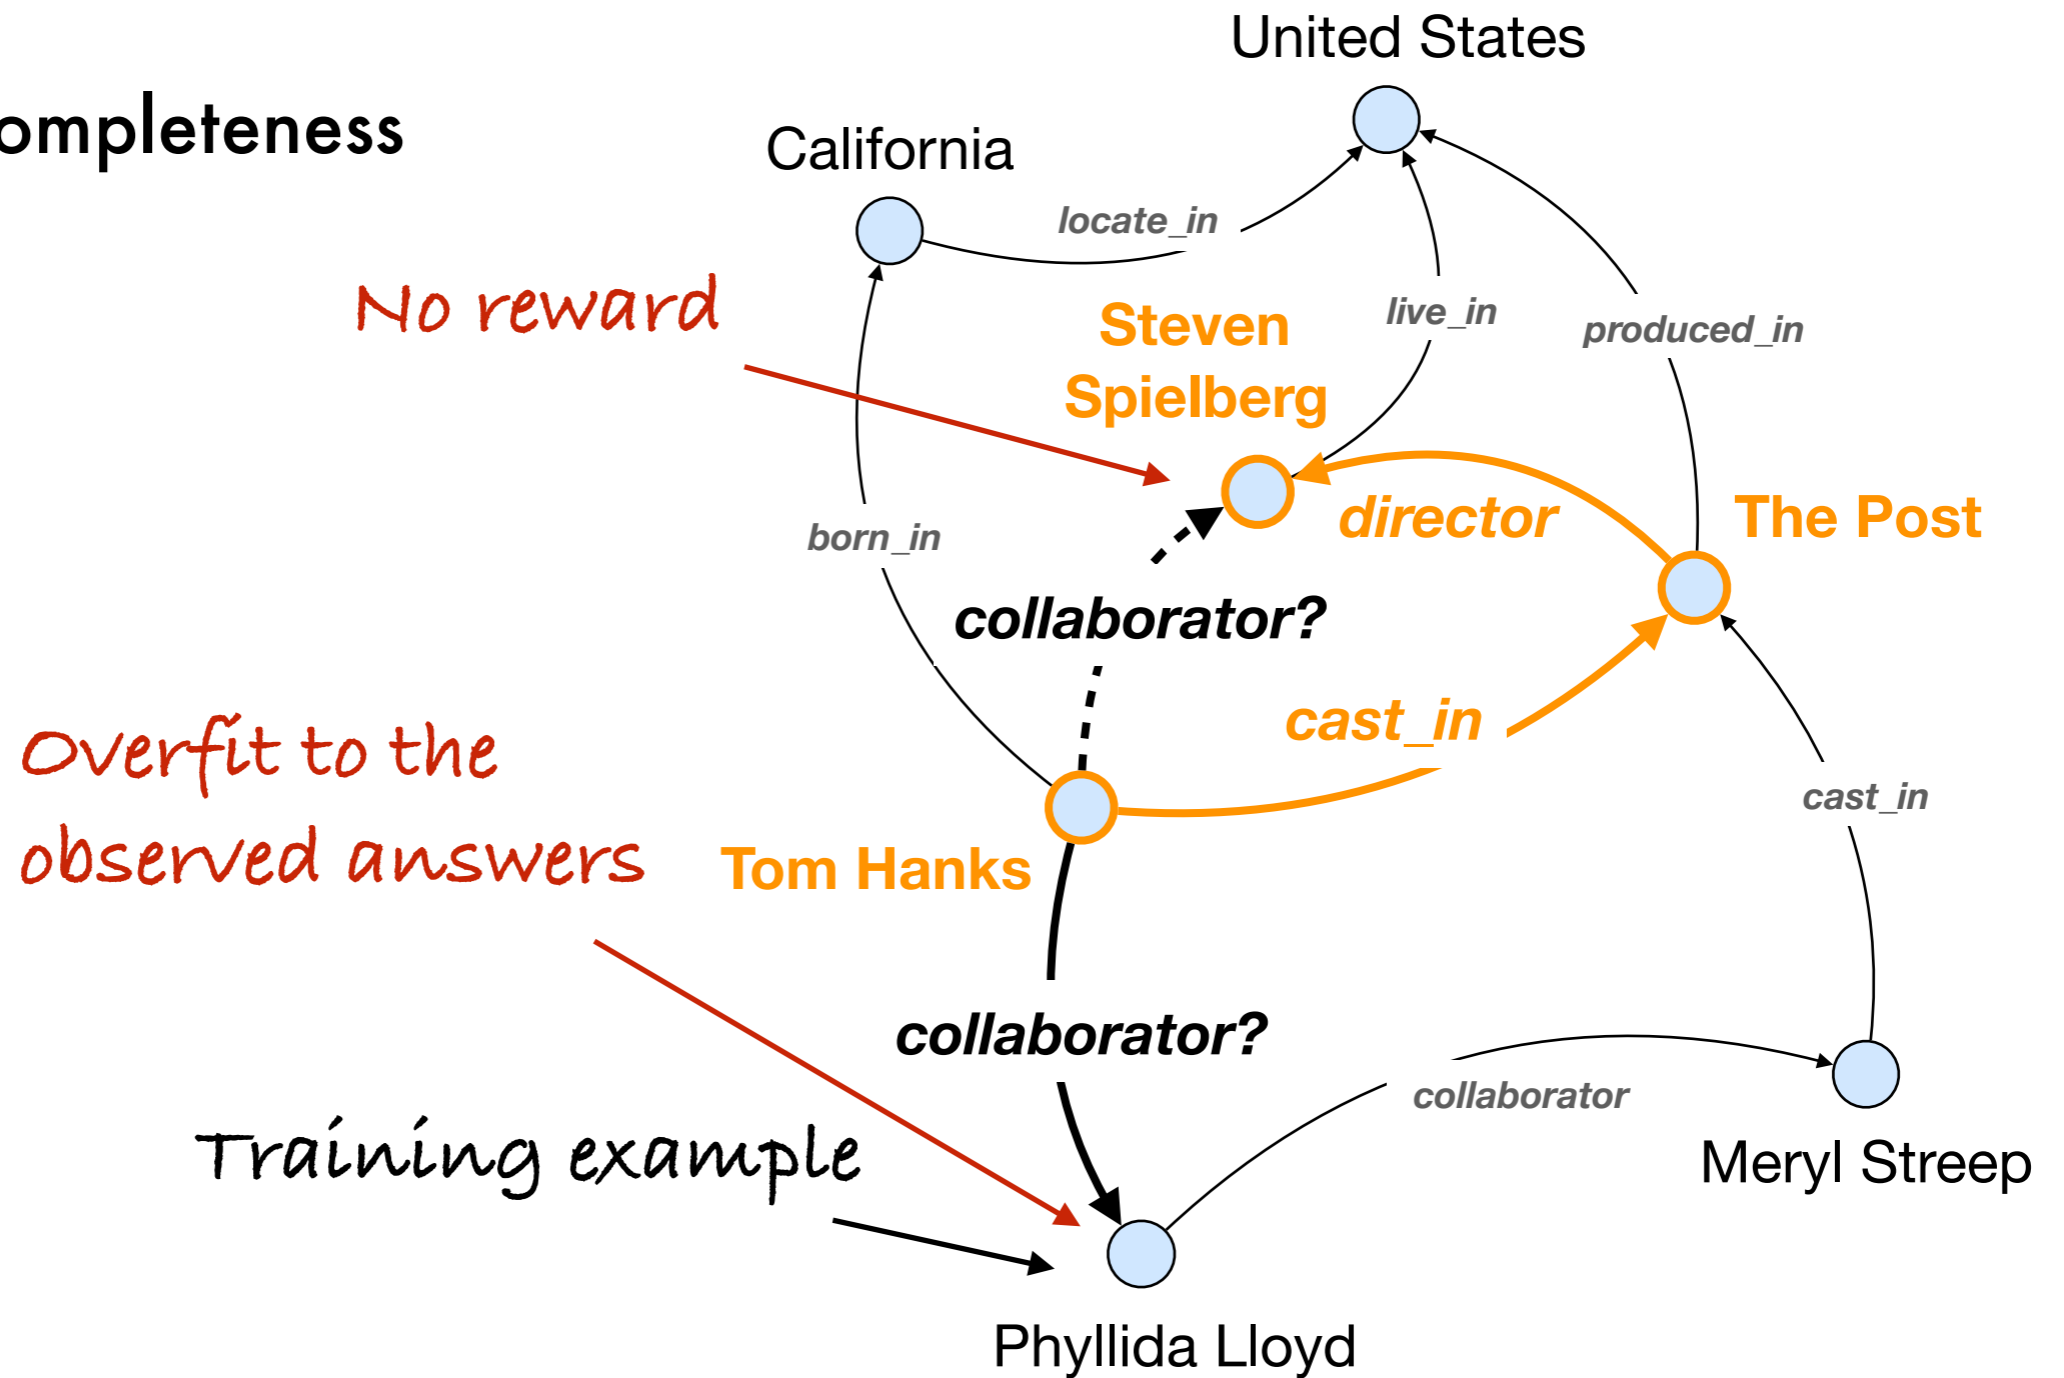 ompleteness
United States
California
locate_in
No reward
Steven
Spielberg
live_in
produced_in
director
The Post
born_in
collaborator?
cast_in
Overfit to the
observed answers
Tom Hanks
cast_in
collaborator?
collaborator
Training example
Meryl Streep
Phyllida Lloyd